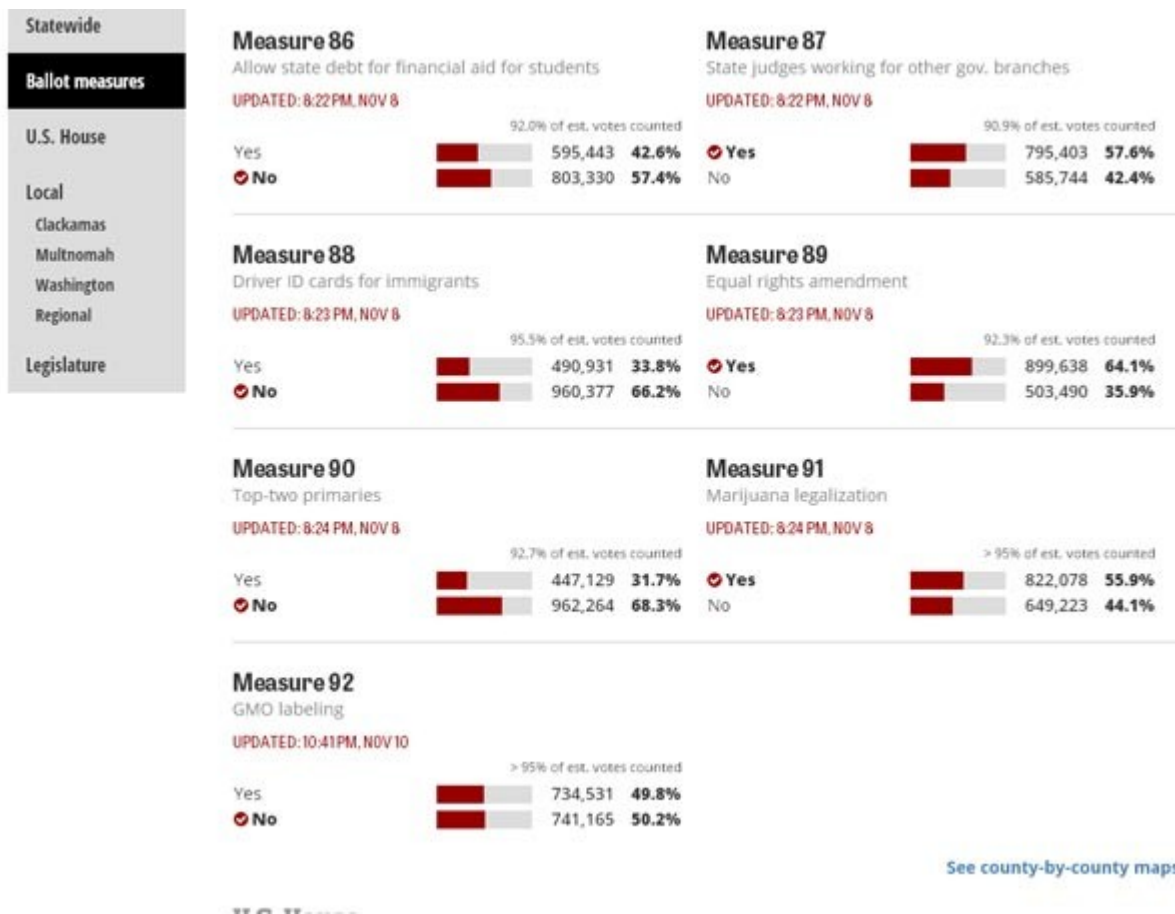 Statewide
Ballot measures
U.S. House
Local
Clackamas
Multnomah
Washington
Regional
Legislature
Measure 86
Allow state debt for financial aid for students
UPDATED: 8:22 PM, NOV 8
92.0% of est. votes counted
Yes 595,443 42.6%
No 803,330 57.4%
Measure 87
State judges working for other gov. branches
UPDATED: 8:22 PM, NOV 8
90.9% of est. votes counted
Yes 795,403 57.6%
No 585,744 42.4%
Measure 88
Driver ID cards for immigrants
UPDATED: 8:23 PM, NOV 8
95.5% of est. votes counted
Yes 490,931 33.8%
No 960,377 66.2%
Measure 89
Equal rights amendment
UPDATED: 8:23 PM, NOV 8
92.3% of est. votes counted
Yes 899,638 64.1%
No 503,490 35.9%
Measure 90
Top-two primaries
UPDATED: 8:24 PM, NOV 8
92.7% of est. votes counted
Yes 447,129 31.7%
No 962,264 68.3%
Measure 91
Marijuana legalization
UPDATED: 8:24 PM, NOV 8
> 95% of est. votes counted
Yes 822,078 55.9%
No 649,223 44.1%
Measure 92
GMO labeling
UPDATED: 10:41 PM, NOV 10
> 95% of est. votes counted
Yes 734,531 49.8%
No 741,165 50.2%
See county-by-county maps
U.S. House